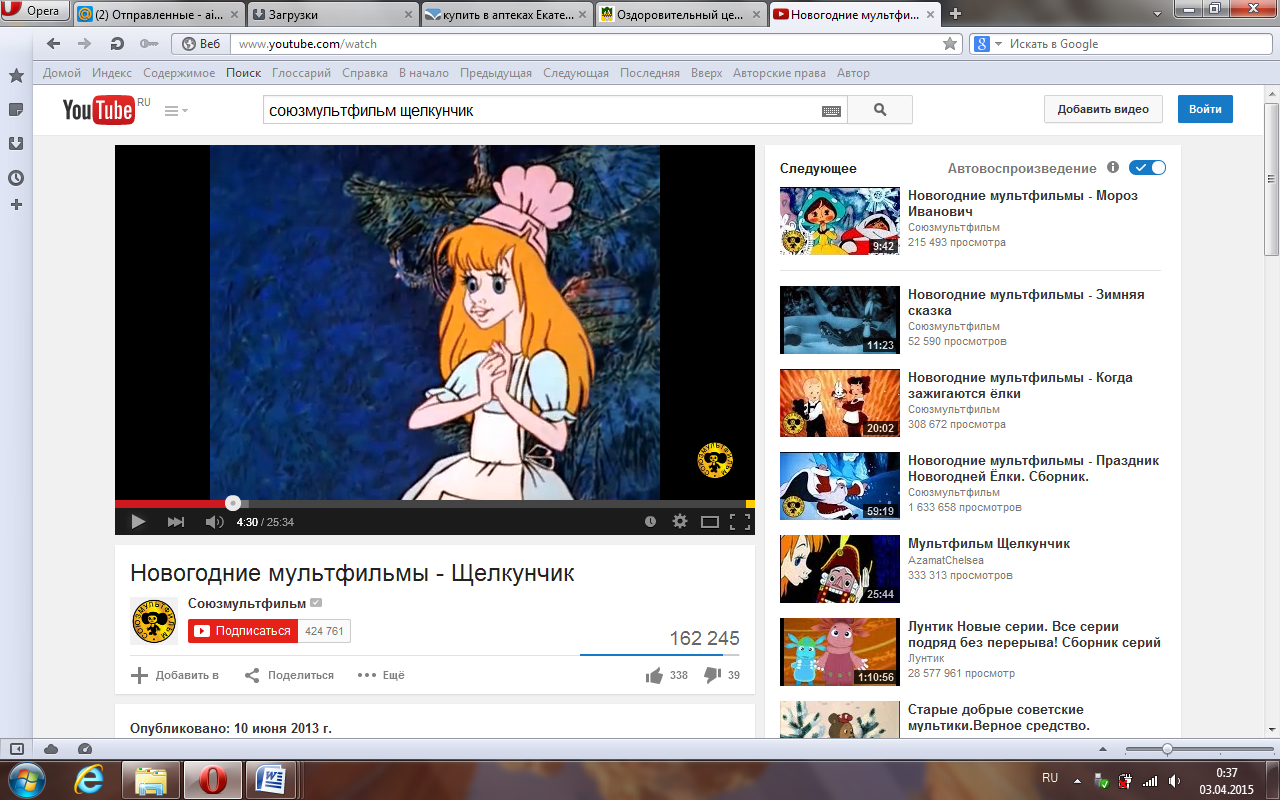 Opera
(2) Отправленные - ai...
Загрузки
купить в аптеках Екате...
Оздоровительный це...
Новогодние мультфи...
Веб
www.youtube.com/watch
Искать в Google
Домой Индекс Содержимое Поиск Глоссарий Справка В начало Предыдущая Следующая Последняя Вверх Авторские права Автор
YouTube RU
союзмультфильм щелкунчик
Добавить видео
Войти
4:30 / 25:34
Новогодние мультфильмы - Щелкунчик
СОЮЗМУЛЬТФИЛЬМ
Союзмультфильм
Подписаться 424 761
162 245
Добавить в Поделиться Ещё
338 39
Опубликовано: 10 июня 2013 г.
Следующее
Автовоспроизведение
9:42
Новогодние мультфильмы - Мороз
Иванович
Союзмультфильм
215 493 просмотра
11:23
Новогодние мультфильмы - Зимняя
сказка
Союзмультфильм
52 590 просмотров
20:02
Новогодние мультфильмы - Когда
зажигаются ёлки
Союзмультфильм
308 672 просмотра
59:19
Новогодние мультфильмы - Праздник
Новогодней Ёлки. Сборник.
Союзмультфильм
1 633 658 просмотров
25:44
Мультфильм Щелкунчик
AzamatChelsea
333 313 просмотров
1:10:56
Лунтик Новые серии. Все серии
подряд без перерыва! Сборник серий
Лунтик
28 577 961 просмотр
Старые добрые советские
мультики.Верное средство.
RU
0:37
03.04.2015